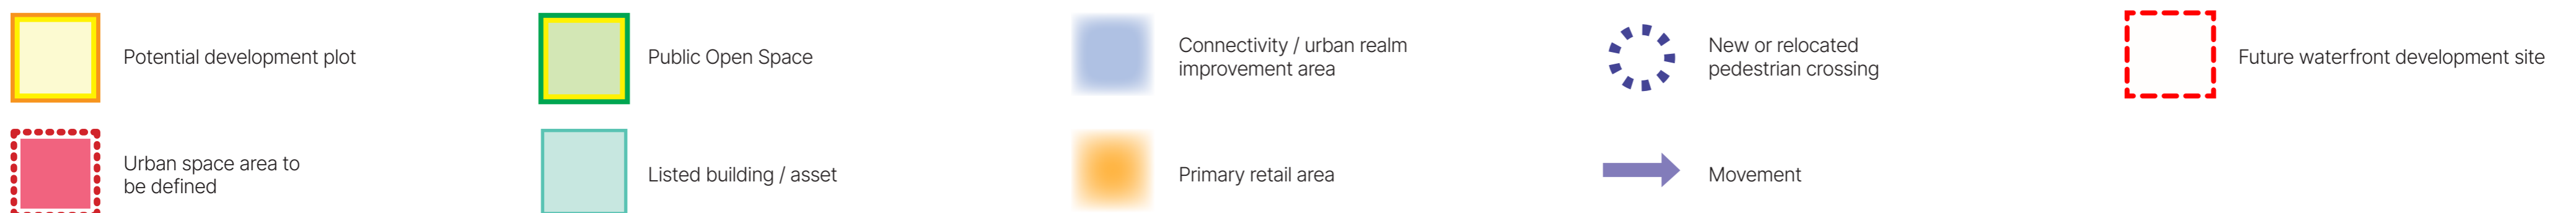 Potential development plot
Public Open Space
Connectivity / urban realm
improvement area
New or relocated
pedestrian crossing
Future waterfront development site
Urban space area to
be defined
Listed building / asset
Primary retail area
Movement